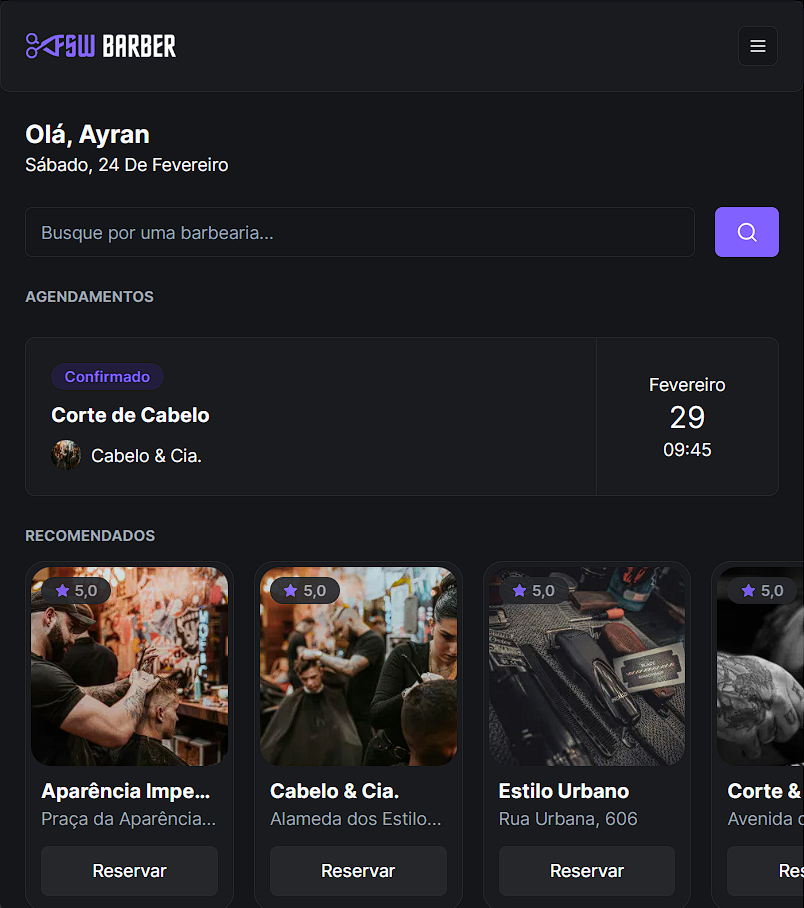 FSW BARBER
Olá, Ayran
Sábado, 24 De Fevereiro
Busque por uma barbearia...
AGENDAMENTOS
Confirmado
Corte de Cabelo
Cabelo & Cia.
Fevereiro
29
09:45
RECOMENDADOS
5,0
5,0
5,0
5,0
Aparência Impe...
Cabelo & Cia.
Estilo Urbano
Corte &
Praça da Aparência...
Alameda dos Estilo...
Rua Urbana, 606
Avenida
Reservar
Reservar
Reservar
Res